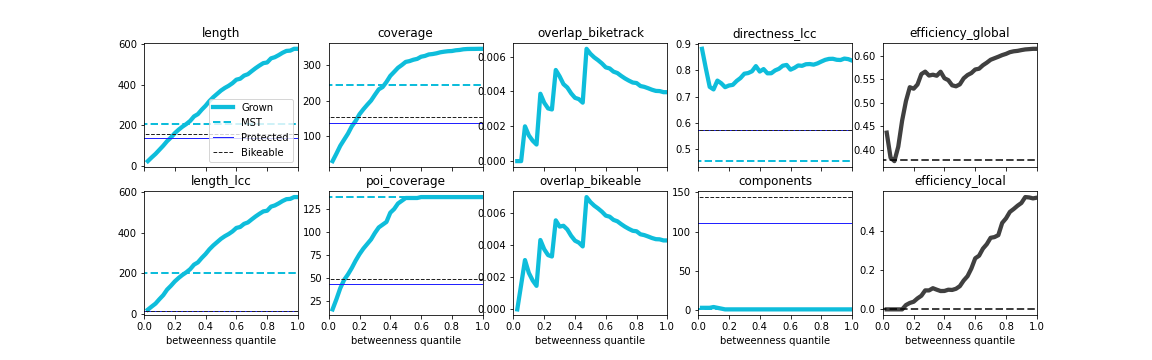 length
coverage
overlap_biketrack
directness_lcc
efficiency_global
600
400
200
0
Grown
MST
Protected
Bikeable
300
200
100
0.006
0.004
0.002
0.000
0.9
0.8
0.7
0.6
0.5
0.60
0.55
0.50
0.45
0.40
length_lcc
poi_coverage
overlap_bikeable
components
efficiency_local
600
400
200
0
125
100
75
50
25
0.006
0.004
0.002
0.000
150
100
50
0
0.4
0.2
0.0
0.0 0.2 0.4 0.6 0.8 1.0
0.0 0.2 0.4 0.6 0.8 1.0
0.0 0.2 0.4 0.6 0.8 1.0
0.0 0.2 0.4 0.6 0.8 1.0
0.0 0.2 0.4 0.6 0.8 1.0
betweenness quantile
betweenness quantile
betweenness quantile
betweenness quantile
betweenness quantile